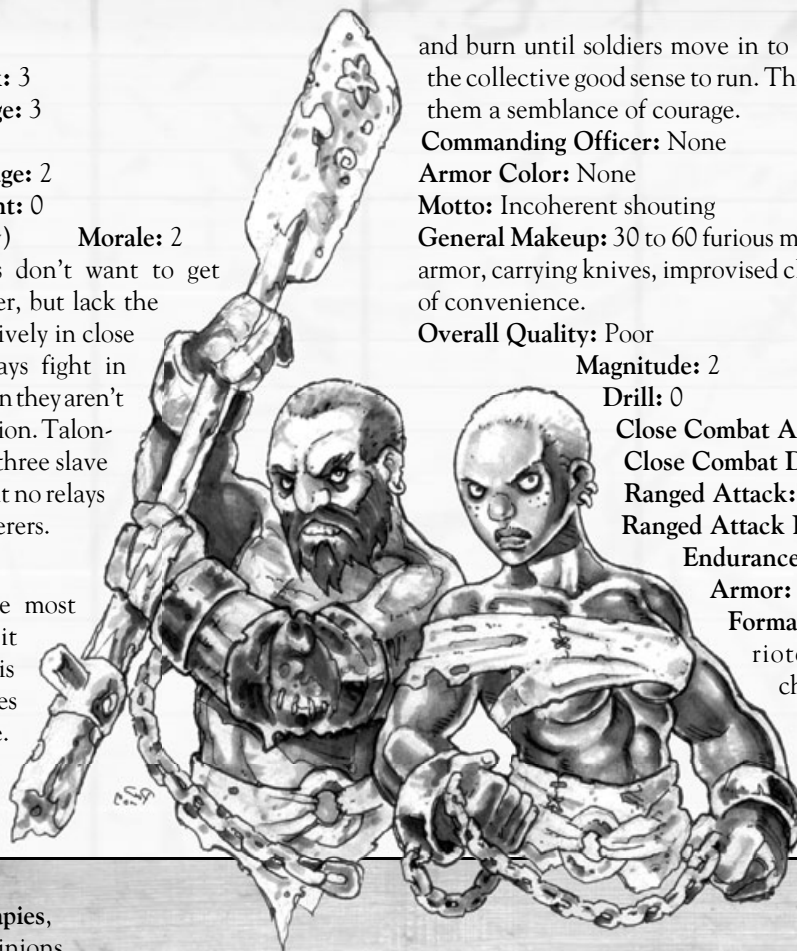 : 3
ge: 3
ge: 2
nt: 0
) Morale: 2
s don't want to get
er, but lack the
ively in close
ays fight in
n they aren't
ion. Talon-
three slave
t no relays
erers.
e most
it
is
es
e.
and burn until soldiers move in to
the collective good sense to run. Th
them a semblance of courage.
Commanding Officer: None
Armor Color: None
Motto: Incoherent shouting
General Makeup: 30 to 60 furious m
armor, carrying knives, improvised cl
of convenience.
Overall Quality: Poor
Magnitude: 2
Drill: 0
Close Combat A
Close Combat D
Ranged Attack:
Ranged Attack
Endurance
Armor:
Forma
riote
ch
apies,
inions